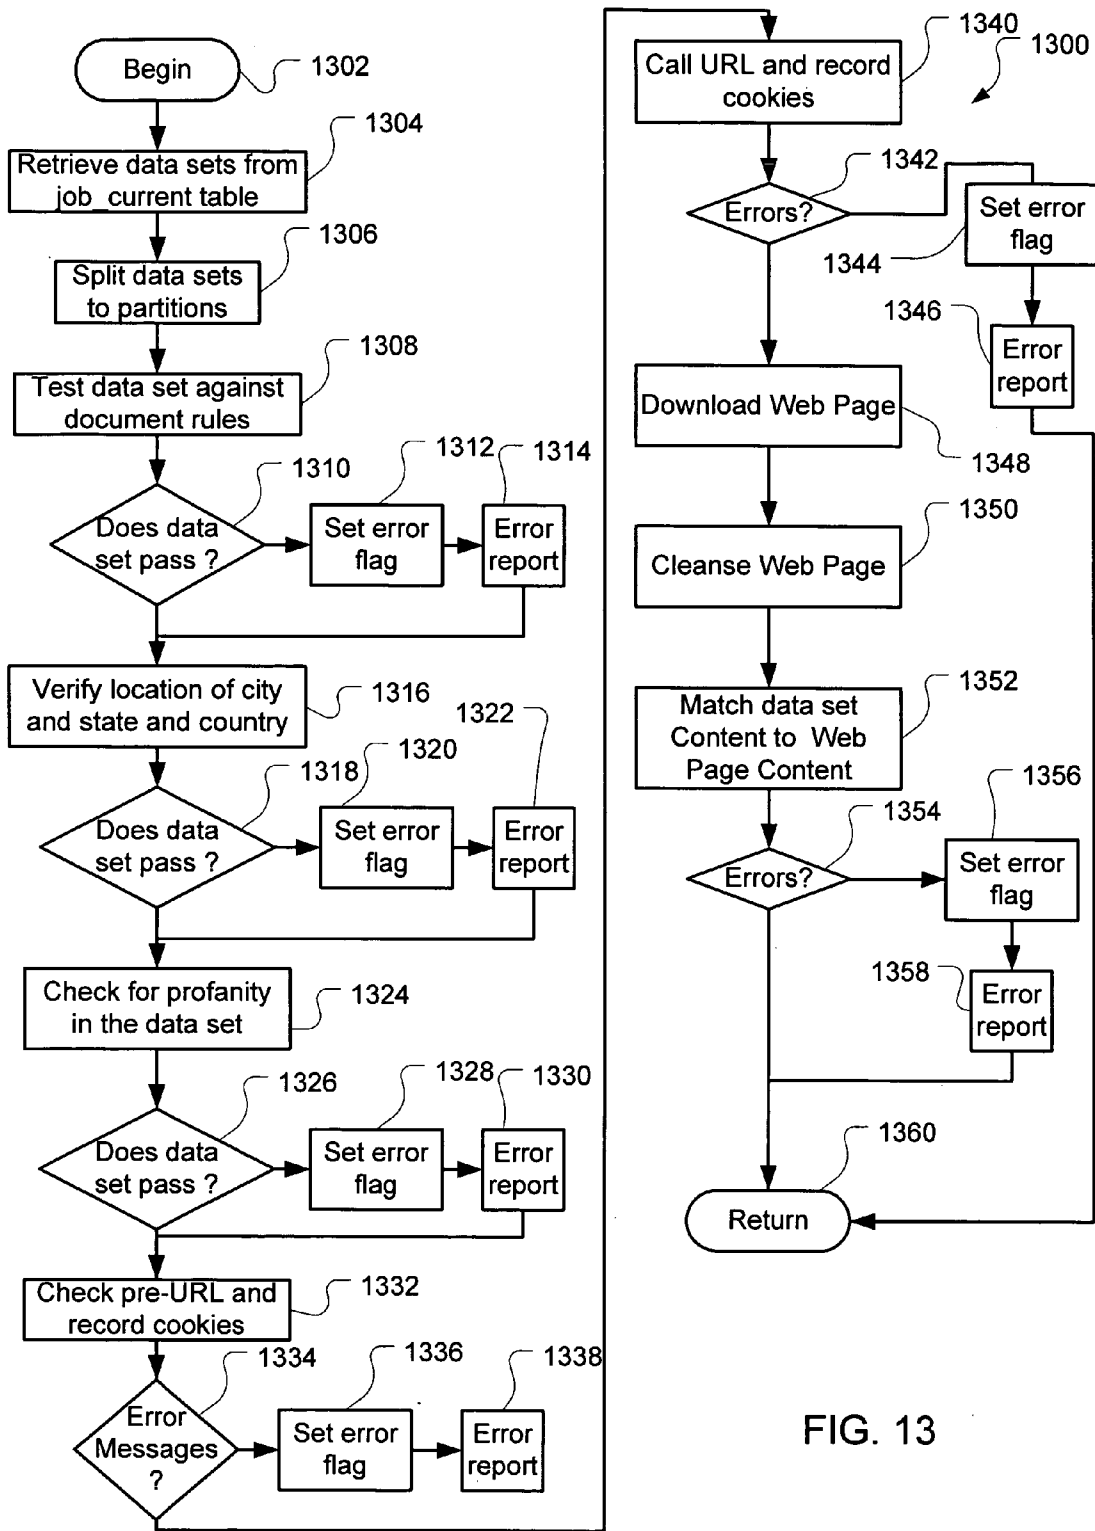 Begin
1302
1304
Retrieve data sets from
job_current table
1306
Split data sets
to partitions
1308
Test data set against
document rules
1310
Does data
set pass ?
1312
Set error
flag
1314
Error
report
Verify location of city
and state and country
1316
1318
Does data
set pass ?
1320
Set error
flag
1322
Error
report
Check for profanity
in the data set
1324
1326
Does data
set pass ?
1328
Set error
flag
1330
Error
report
Check pre-URL and
record cookies
1332
1334
Error
Messages
?
1336
Set error
flag
1338
Error
report
1340
Call URL and record
cookies
1300
1342
Errors?
Set error
flag
1344
1346
Error
report
Download Web Page
1348
1350
Cleanse Web Page
1352
Match data set
Content to Web
Page Content
1354
Errors?
1356
Set error
flag
1358
Error
report
1360
Return
FIG. 13